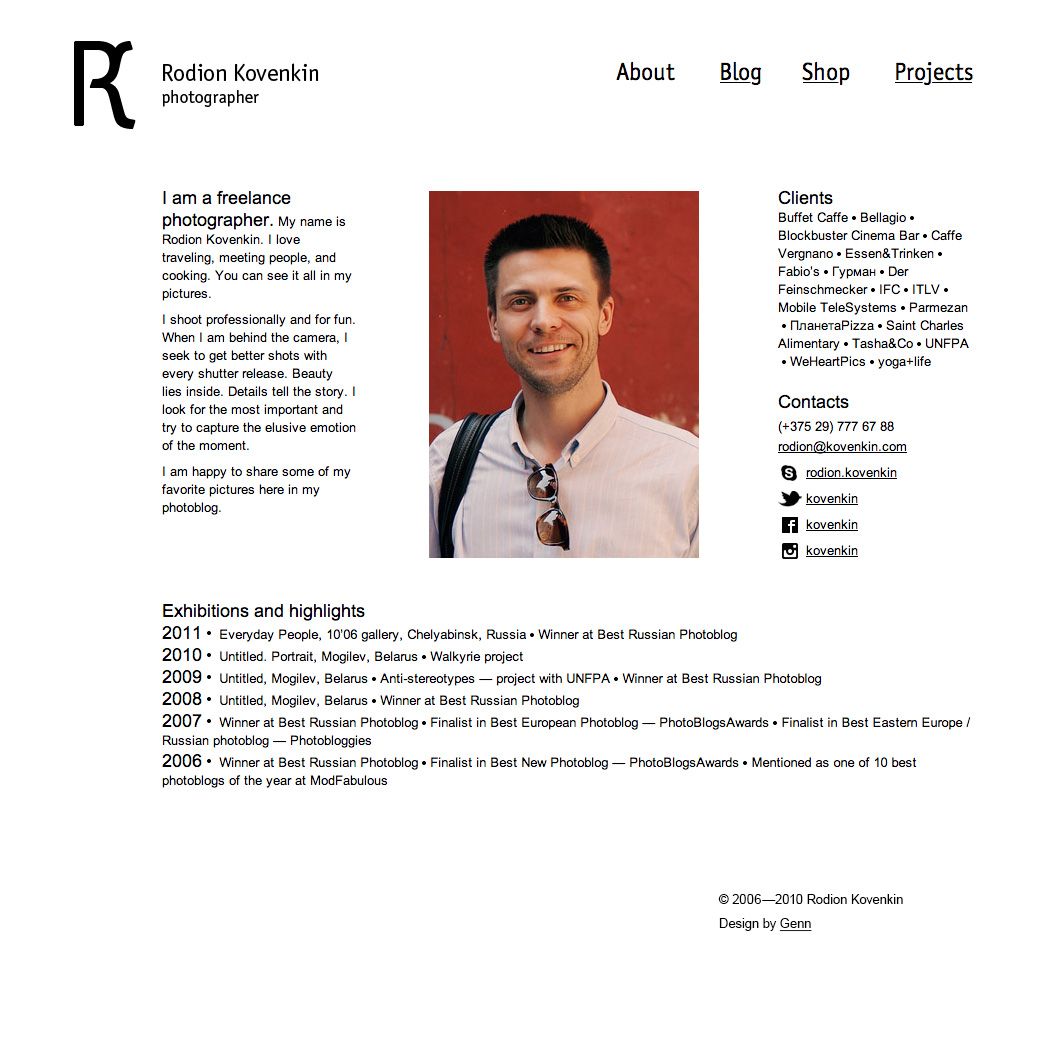 RK
Rodion Kovenkin
photographer
About Blog Shop Projects
I am a freelance
photographer. My name is
Rodion Kovenkin. I love
traveling, meeting people, and
cooking. You can see it all in my
pictures.
I shoot professionally and for fun.
When I am behind the camera, I
seek to get better shots with
every shutter release. Beauty
lies inside. Details tell the story. I
look for the most important and
try to capture the elusive emotion
of the moment.
I am happy to share some of my
favorite pictures here in my
photoblog.
Clients
Buffet Caffe • Bellagio •
Blockbuster Cinema Bar • Caffe
Vergnano • Essen&Trinken •
Fabio's • Гурман • Der
Feinschmecker • IFC • ITLV •
Mobile TeleSystems • Parmezan
• ПланетаPizza • Saint Charles
Alimentary • Tasha&Co • UNFPA
• WeHeartPics • yoga+life
Contacts
(+375 29) 777 67 88
rodion@kovenkin.com
rodion.kovenkin
kovenkin
kovenkin
kovenkin
Exhibitions and highlights
2011 • Everyday People, 10'06 gallery, Chelyabinsk, Russia • Winner at Best Russian Photoblog
2010 • Untitled. Portrait, Mogilev, Belarus • Walkyrie project
2009 • Untitled, Mogilev, Belarus • Anti-stereotypes — project with UNFPA • Winner at Best Russian Photoblog
2008 • Untitled, Mogilev, Belarus • Winner at Best Russian Photoblog
2007 • Winner at Best Russian Photoblog • Finalist in Best European Photoblog — PhotoBlogsAwards • Finalist in Best Eastern Europe /
Russian photoblog — Photobloggies
2006 • Winner at Best Russian Photoblog • Finalist in Best New Photoblog — PhotoBlogsAwards • Mentioned as one of 10 best
photoblogs of the year at ModFabulous
© 2006—2010 Rodion Kovenkin
Design by Genn